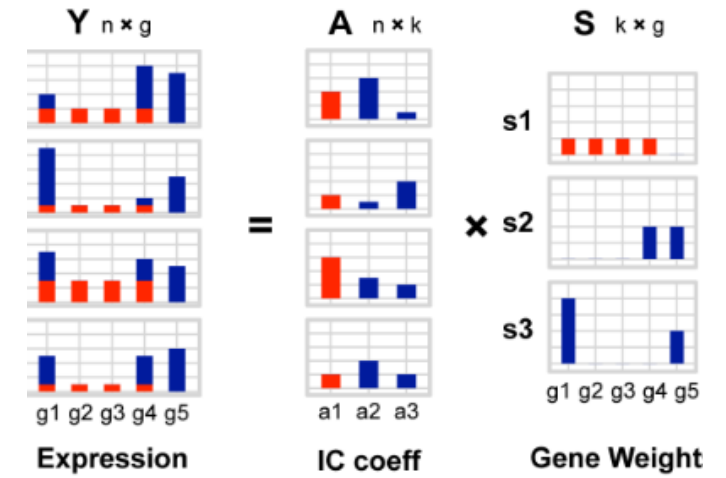 Y n × g
A n × k
S k × g
s1
=
× s2
s3
g1 g2 g3 g4 g5
a1 a2 a3
g1 g2 g3 g4 g5
Expression
IC coeff
Gene Weight